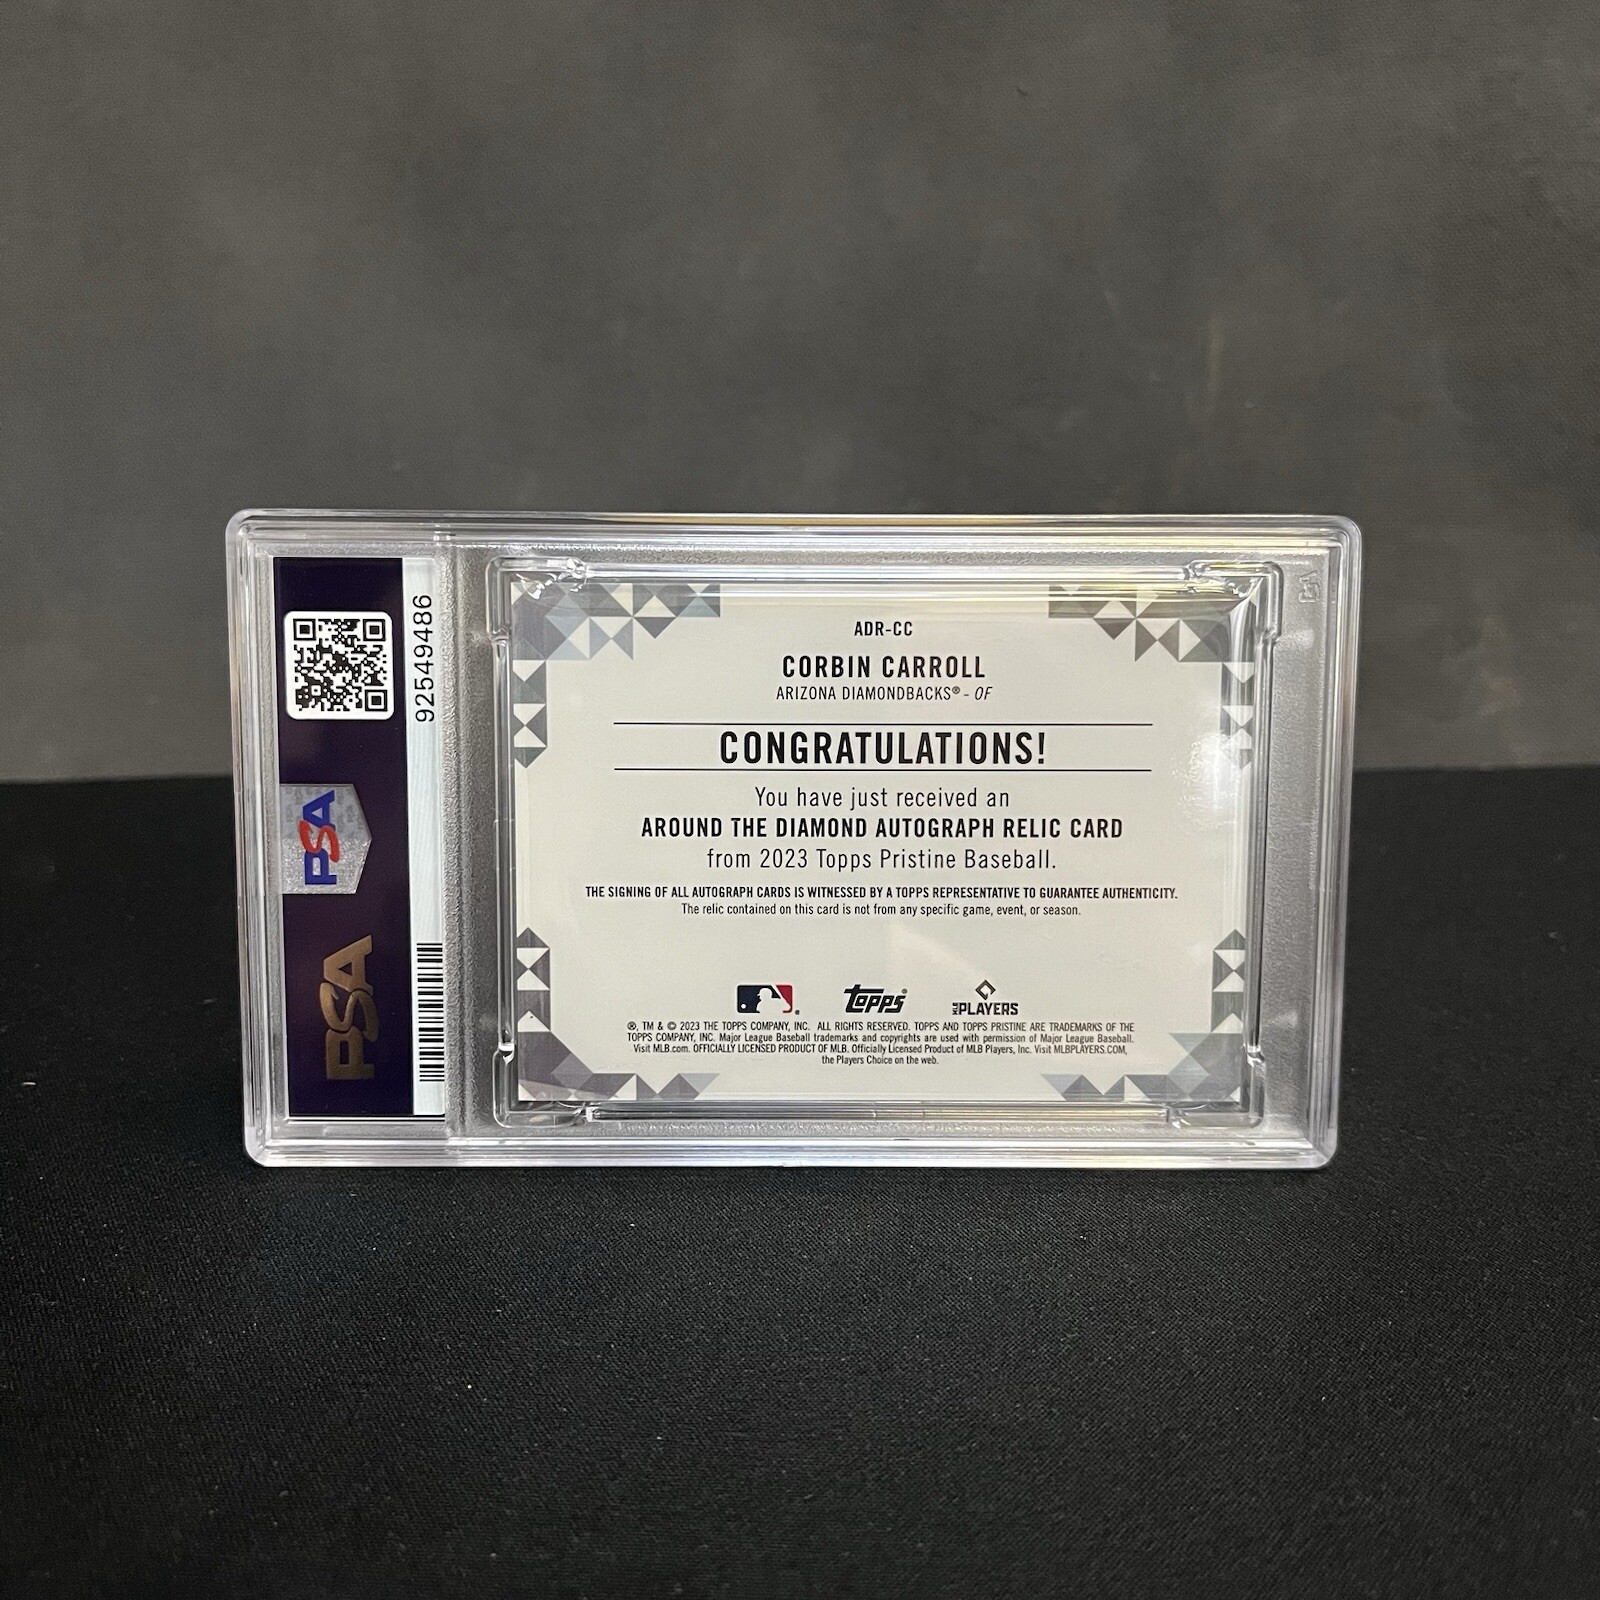 92549486
PSA
PSA
ADR-CC
CORBIN CARROLL
ARIZONA DIAMONDBACKS® - OF
CONGRATULATIONS!
You have just received an
AROUND THE DIAMOND AUTOGRAPH RELIC CARD
from 2023 Topps Pristine Baseball.
THE SIGNING OF ALL AUTOGRAPH CARDS IS WITNESSED BY A TOPPS REPRESENTATIVE TO GUARANTEE AUTHENTICITY.
The relic contained on this card is not from any specific game, event, or season.
topps®
MLB PLAYERS
®, TM & © 2023 THE TOPPS COMPANY, INC. ALL RIGHTS RESERVED. TOPPS AND TOPPS PRISTINE ARE TRADEMARKS OF THE
TOPPS COMPANY, INC. Major League Baseball trademarks and copyrights are used with permission of Major League Baseball.
Visit MLB.com. OFFICIALLY LICENSED PRODUCT OF MLB. Officially Licensed Product of MLB Players, Inc. Visit MLBPLAYERS.COM,
the Players Choice on the web.